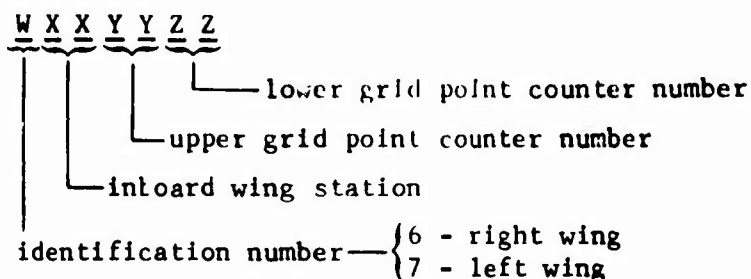 W X X Y Y Z Z
lower grid point counter number
upper grid point counter number
inboard wing station
identification number
6 - right wing
7 - left wing